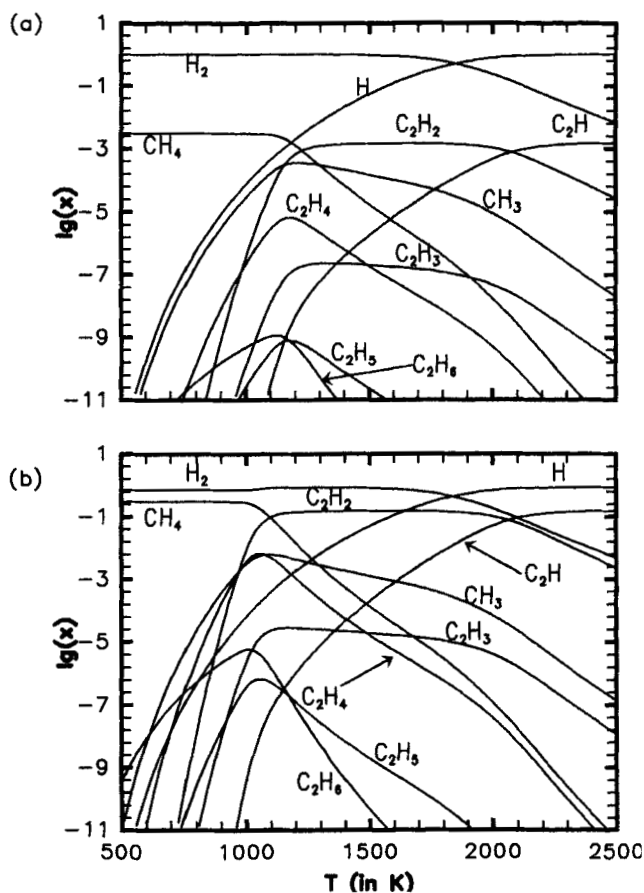 (a)
1
-1
-3
-5
-7
-9
-11
lg(x)
H₂
H
C₂H₂
C₂H
CH₄
C₂H₄
CH₃
C₂H₃
C₂H₅
C₂H₆
(b)
1
-1
-3
-5
-7
-9
-11
lg(x)
H₂
H
C₂H₂
CH₄
C₂H
CH₃
C₂H₃
C₂H₄
C₂H₅
C₂H₆
500 1000 1500 2000 2500
T (in K)